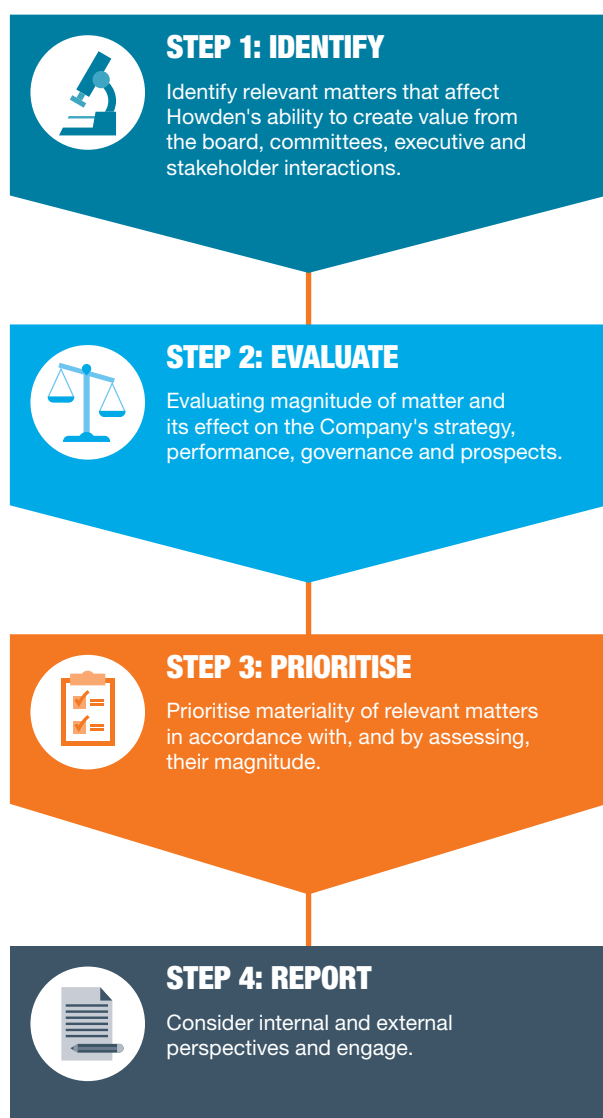 STEP 1: IDENTIFY
Identify relevant matters that affect
Howden's ability to create value from
the board, committees, executive and
stakeholder interactions.
STEP 2: EVALUATE
Evaluating magnitude of matter and
its effect on the Company's strategy,
performance, governance and prospects.
STEP 3: PRIORITISE
Prioritise materiality of relevant matters
in accordance with, and by assessing,
their magnitude.
STEP 4: REPORT
Consider internal and external
perspectives and engage.